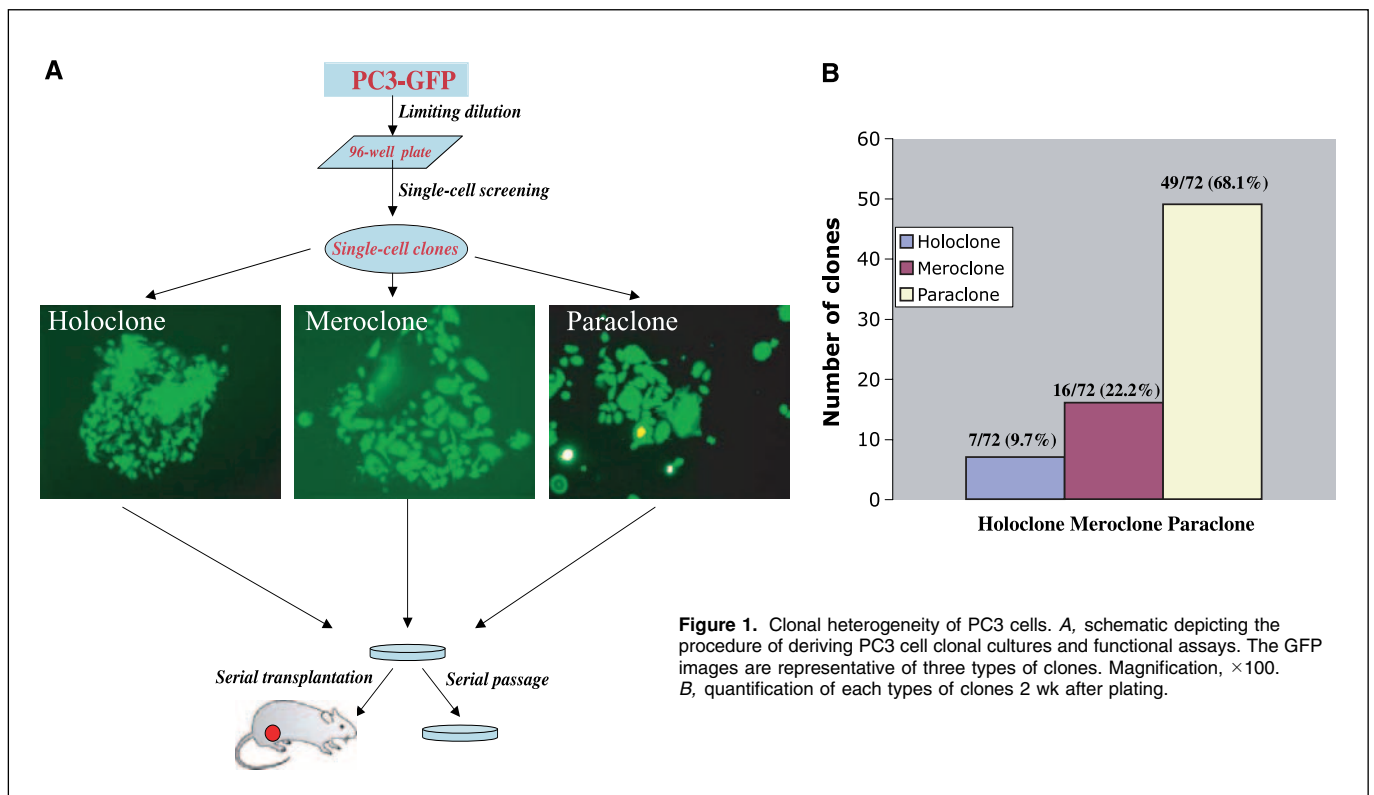 A
PC3-GFP
Limiting dilution
96-well plate
Single-cell screening
Single-cell clones
Holoclone
Meroclone
Paraclone
Serial transplantation
Serial passage
B
60
50
40
30
20
10
0
Number of clones
Holoclone
Meroclone
Paraclone
7/72 (9.7%)
16/72 (22.2%)
49/72 (68.1%)
Holoclone Meroclone Paraclone
Figure 1. Clonal heterogeneity of PC3 cells. A, schematic depicting the
procedure of deriving PC3 cell clonal cultures and functional assays. The GFP
images are representative of three types of clones. Magnification, ×100.
B, quantification of each types of clones 2 wk after plating.